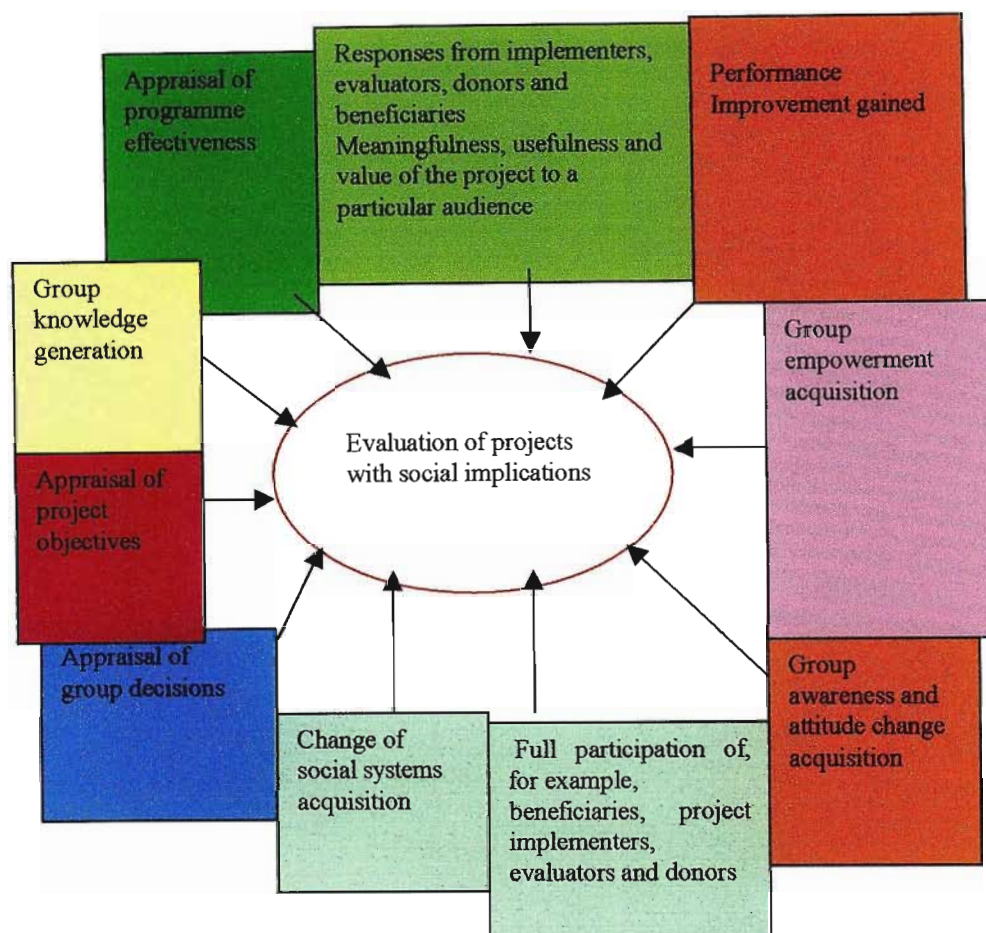 Appraisal of
programme
effectiveness
Responses from implementers,
evaluators, donors and
beneficiaries
Meaningfulness, usefulness and
value of the project to a
particular audience
Performance
Improvement gained
Group
knowledge
generation
Group
empowerment
acquisition
Evaluation of projects
with social implications
Appraisal of
project
objectives
Appraisal of
group decisions
Group
awareness and
attitude change
acquisition
Change of
social systems
acquisition
Full participation of,
for example,
beneficiaries, project
implementers,
evaluators and donors